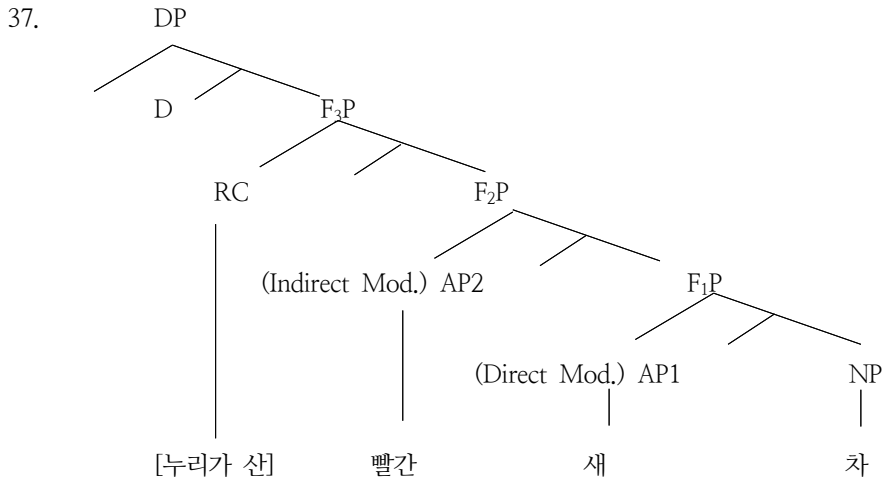 37. DP
D F₃P
RC F₂P
(Indirect Mod.) AP2 F₁P
(Direct Mod.) AP1 NP
[누리가 산] 빨간 새 차